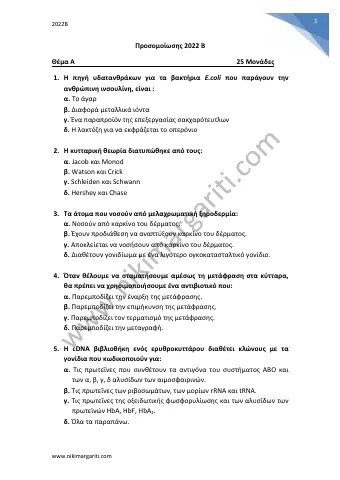 2022Β
1
Προσομοίωσης 2022 Β
Θέμα Α 25 Μονάδες
1. Η πηγή υδατανθράκων για τα βακτήρια E.coli που παράγουν την
ανθρώπινη ινσουλίνη, είναι :
α. Το άγαρ
β. Διάφορά μεταλλικά ιόντα
γ. Ένα παραπροϊόν της επεξεργασίας σακχαρότευτλων
δ. Η λακτόζη για να εκφράζεται το οπερόνιο
2. Η κυτταρική θεωρία διατυπώθηκε από τους:
α. Jacob και Monod
β. Watson και Crick
γ. Schleiden και Schwann
δ. Hershey και Chase
3. Τα άτομα που νοσούν από μελαχρωματική ξηροδερμία:
α. Νοσούν από καρκίνο του δέρματος.
β. Έχουν προδιάθεση να αναπτύξουν καρκίνο του δέρματος.
γ. Αποκλείεται να νοσήσουν από καρκίνο του δέρματος.
δ. Διαθέτουν γονιδίωμα με ένα λιγότερο ογκοκατασταλτικό γονίδιο.
4. Όταν θέλουμε να σταματήσουμε αμέσως τη μετάφραση στα κύτταρα,
θα πρέπει να χρησιμοποιήσουμε ένα αντιβιοτικό που:
α. Παρεμποδίζει την έναρξη της μετάφρασης.
β. Παρεμποδίζει την επιμήκυνση της μετάφρασης.
γ. Παρεμποδίζει τον τερματισμό της μετάφρασης.
δ. Παρεμποδίζει την μεταγραφή.
5. Η cDNA βιβλιοθήκη ενός ερυθροκυττάρου διαθέτει κλώνους με τα
γονίδια που κωδικοποιούν για:
α. Τις πρωτεΐνες που συνθέτουν τα αντιγόνα του συστήματος ΑΒΟ και
των α, β, γ, δ αλυσίδων των αιμοσφαιρινών.
β. Τις πρωτεΐνες των ριβοσωμάτων, των μορίων rRNA και tRNA.
γ. Τις πρωτεΐνες της οξειδωτικής φωσφορυλίωσης και των αλυσίδων των
πρωτεϊνών HbA, HbF, HbA₂.
δ. Όλα τα παραπάνω.
www.nikimargariti.com
www.nikimargariti.com